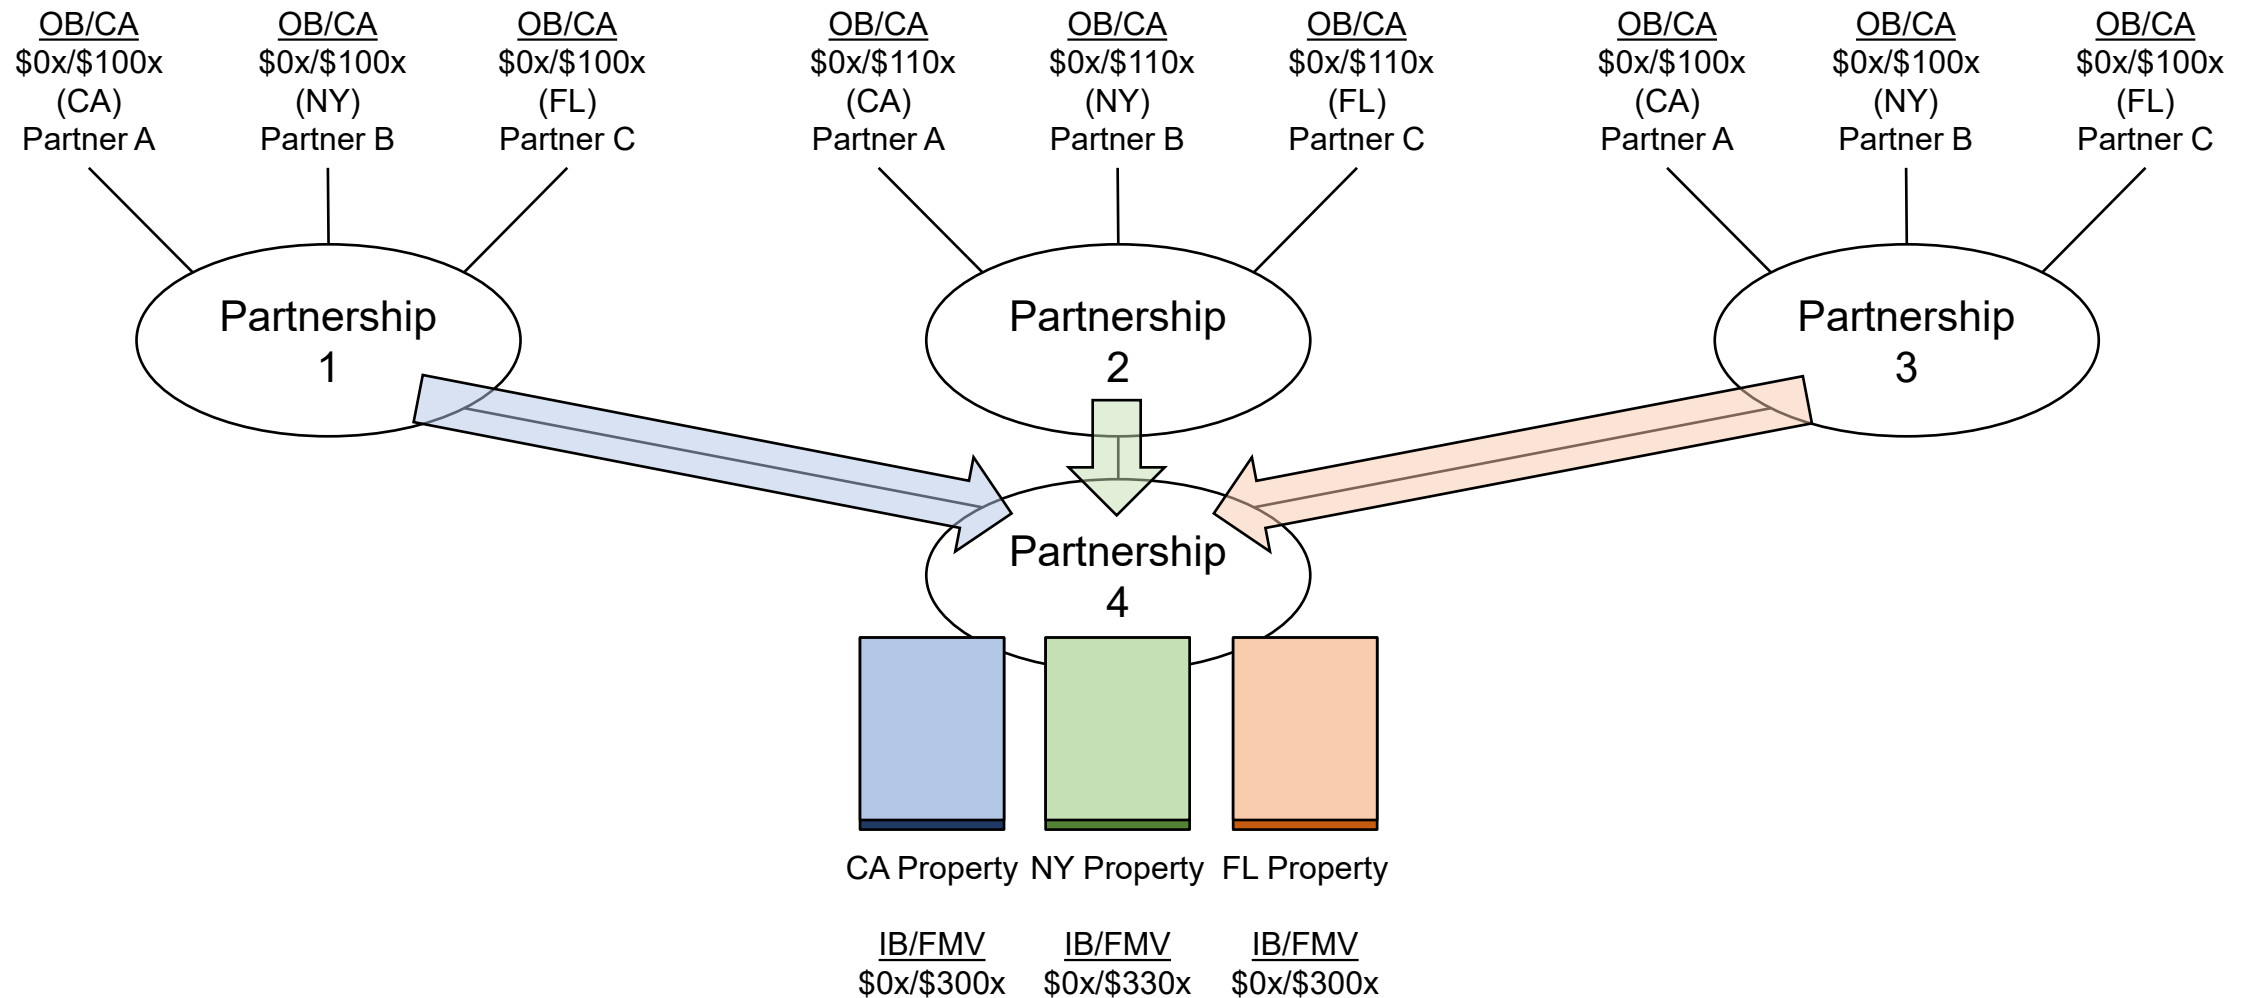 OB/CA
$0x/$100x
(CA)
Partner A
OB/CA
$0x/$100x
(NY)
Partner B
OB/CA
$0x/$100x
(FL)
Partner C
OB/CA
$0x/$110x
(CA)
Partner A
OB/CA
$0x/$110x
(NY)
Partner B
OB/CA
$0x/$110x
(FL)
Partner C
OB/CA
$0x/$100x
(CA)
Partner A
OB/CA
$0x/$100x
(NY)
Partner B
OB/CA
$0x/$100x
(FL)
Partner C
Partnership
1
Partnership
2
Partnership
3
Partnership
4
CA Property
IB/FMV
$0x/$300x
NY Property
IB/FMV
$0x/$330x
FL Property
IB/FMV
$0x/$300x